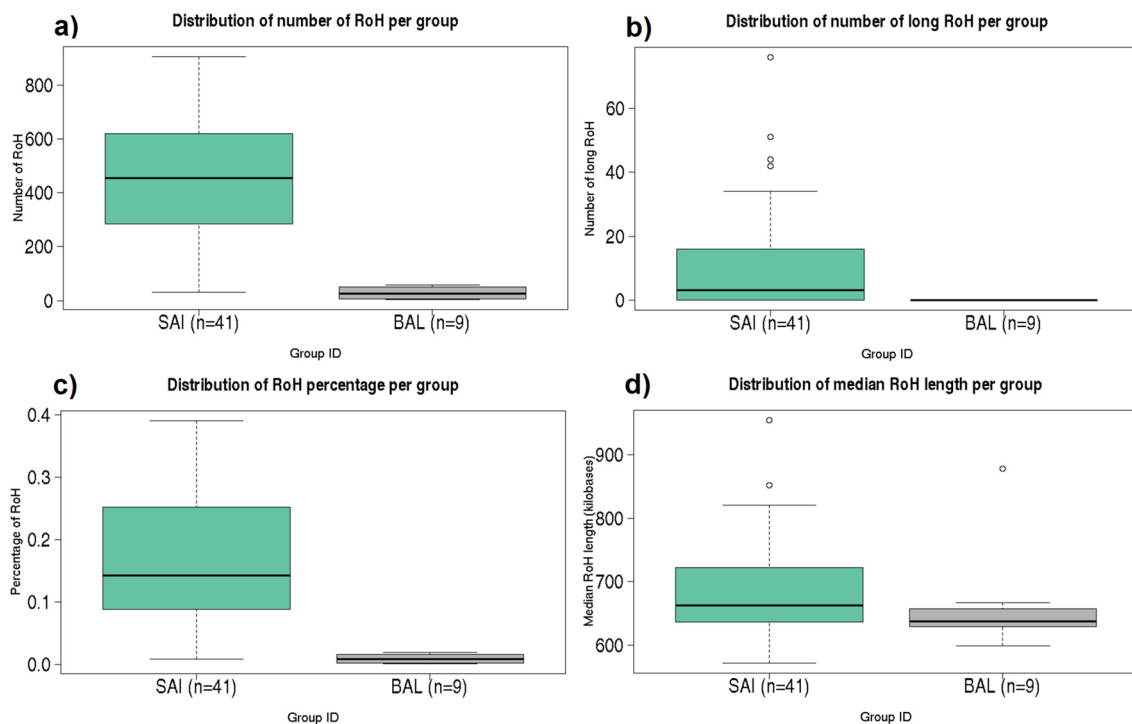 a)
Distribution of number of RoH per group
Number of RoH
800
600
400
200
0
SAI (n=41)
BAL (n=9)
Group ID
b)
Distribution of number of long RoH per group
Number of long RoH
60
40
20
0
SAI (n=41)
BAL (n=9)
Group ID
c)
Distribution of RoH percentage per group
Percentage of RoH
0.4
0.3
0.2
0.1
0.0
SAI (n=41)
BAL (n=9)
Group ID
d)
Distribution of median RoH length per group
Median RoH length (kilobases)
900
800
700
600
SAI (n=41)
BAL (n=9)
Group ID